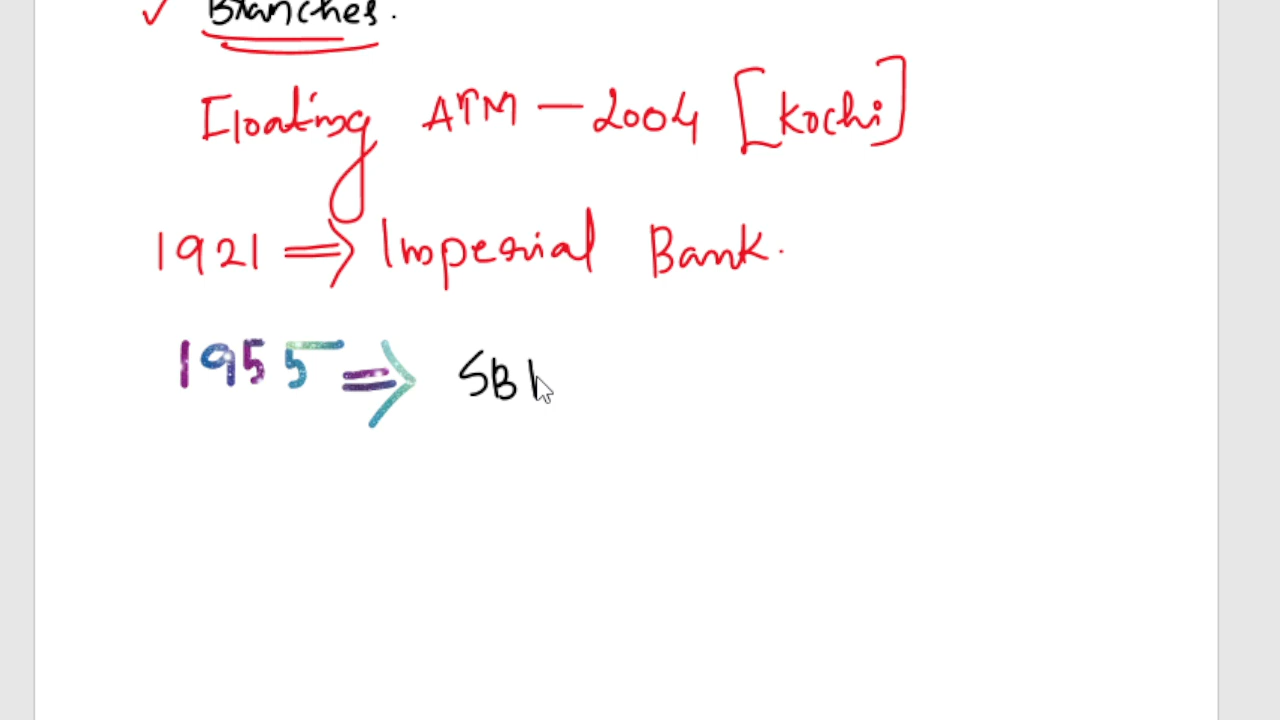 ✓ Branches.
Floating ATM — 2004 [Kochi]
1921 ⇒ Imperial Bank.
1955 ⇒ SBI